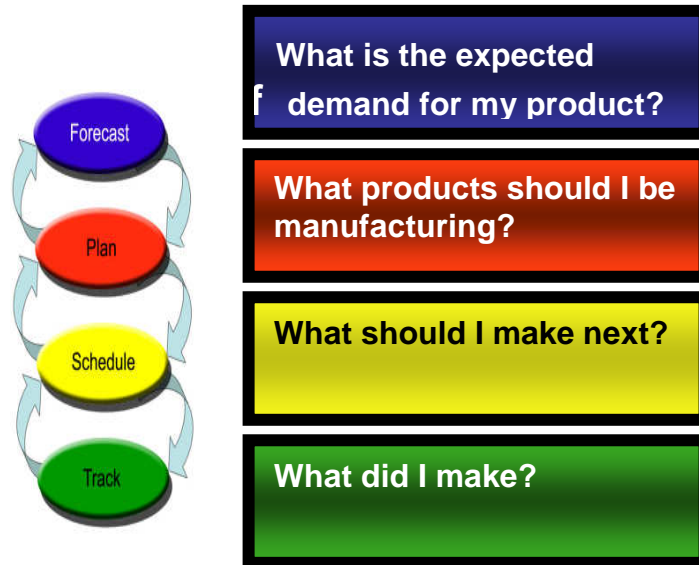 Forecast
What is the expected
f demand for my product?
Plan
What products should I be
manufacturing?
Schedule
What should I make next?
Track
What did I make?